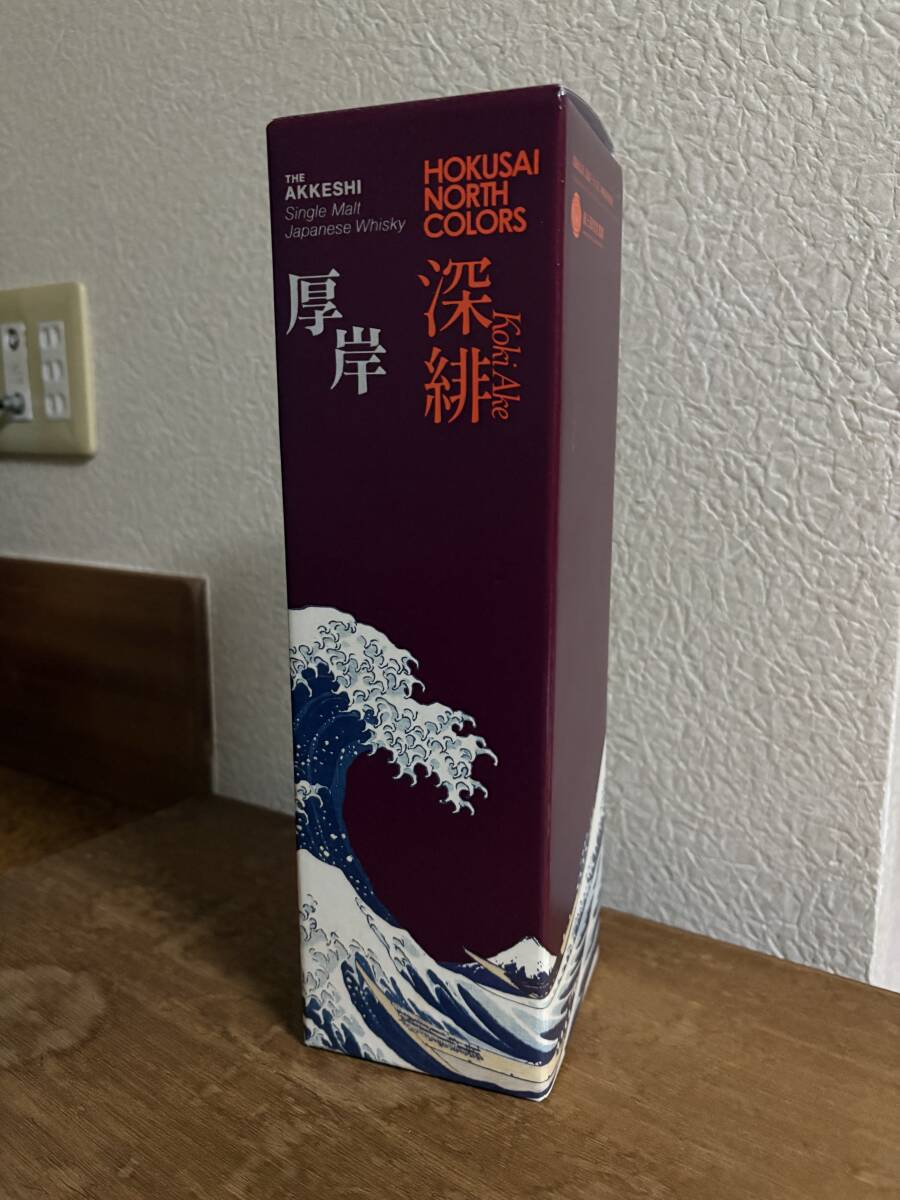 THE
AKKESHI
Single Malt
Japanese Whisky
厚岸
HOKUSAI
NORTH
COLORS
深緋
Koki Ake